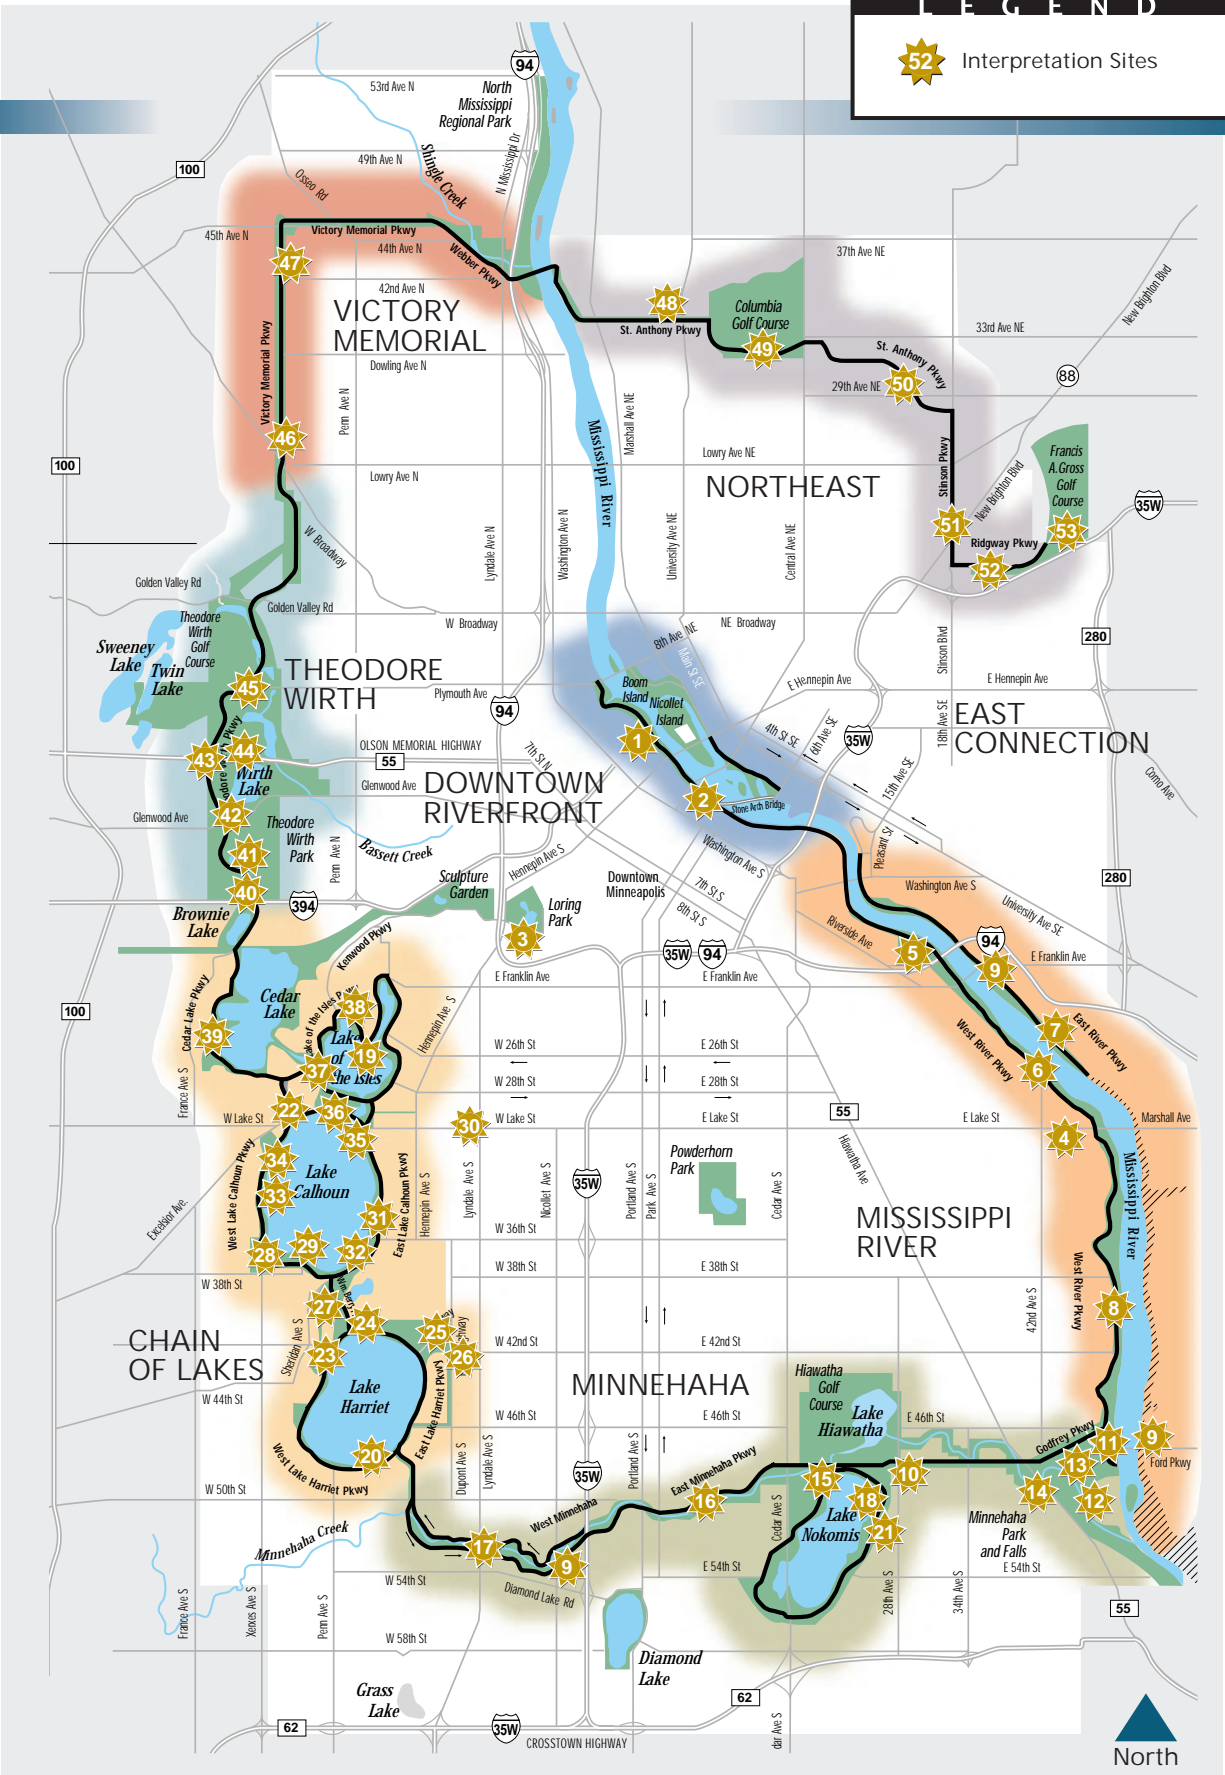 LEGEND
52 Interpretation Sites
94
53rd Ave N
North
Mississippi
Regional Park
49th Ave N
Shingle Creek
N Mississippi Dr
100
Osseo Rd
45th Ave N
Victory Memorial Pkwy
44th Ave N
Webber Pkwy
37th Ave NE
47
42nd Ave N
48
Columbia
Golf Course
New Brighton Blvd
VICTORY
MEMORIAL
St. Anthony Pkwy
33rd Ave NE
49
St. Anthony Pkwy
Dowling Ave N
Victory Memorial Pkwy
50
29th Ave NE
88
Penn Ave N
Marshall Ave NE
46
Mississippi River
100
Lowry Ave N
Lowry Ave NE
Stinson Pkwy
New Brighton Blvd
Francis
A.Gross
Golf
Course
NORTHEAST
35W
51
53
W Broadway
Lyndale Ave N
Washington Ave N
University Ave NE
Central Ave NE
Ridgway Pkwy
52
Golden Valley Rd
Golden Valley Rd
Theodore
Wirth
Golf
Course
W Broadway
NE Broadway
8th Ave NE
Main St SE
280
Stinson Blvd
Sweeney
Lake
Twin
Lake
THEODORE
WIRTH
Boom
Island
Nicollet
Island
E Hennepin Ave
E Hennepin Ave
45
Plymouth Ave
94
EAST
CONNECTION
18th Ave SE
4th St SE
6th Ave SE
35W
1
43
44
OLSON MEMORIAL HIGHWAY
55
7th St N
Wirth
Lake
Glenwood Ave
DOWNTOWN
RIVERFRONT
15th Ave SE
Como Ave
2
Stone Arch Bridge
Glenwood Ave
42
Theodore
Wirth
Park
Penn Ave N
Bassett Creek
Washington Ave S
Pleasant St
41
Hennepin Ave S
Sculpture
Garden
Downtown
Minneapolis
7th St S
8th St S
Washington Ave S
280
40
394
Loring
Park
University Ave SE
Brownie
Lake
3
Riverside Ave
Kenwood Pkwy
35W
94
5
94
E Franklin Ave
E Franklin Ave
E Franklin Ave
9
100
Cedar
Lake
Cedar Lake Pkwy
38
Hennepin Ave S
39
Lake
of
the Isles
19
37
W 26th St
E 26th St
West River Pkwy
7
East River Pkwy
6
W 28th St
E 28th St
France Ave S
W Lake St
22
36
35
30
W Lake St
E Lake St
55
E Lake St
Marshall Ave
4
34
Lake
Calhoun
33
West Lake Calhoun Pkwy
East Lake Calhoun Pkwy
Hennepin Ave S
Lyndale Ave S
Nicollet Ave S
35W
Portland Ave S
Park Ave S
Powderhorn
Park
Cedar Ave S
Hiawatha Ave
Mississippi River
Excelsior Ave.
31
W 36th St
MISSISSIPPI
RIVER
28
29
32
W 38th St
W 38th St
E 38th St
West River Pkwy
27
24
25
26
42nd Ave S
8
CHAIN
OF LAKES
Sheridan Ave S
23
W 42nd St
E 42nd St
Lake
Harriet
East Lake Harriet Pkwy
MINNEHAHA
Hiawatha
Golf
Course
Lake
Hiawatha
W 44th St
W 46th St
E 46th St
E 46th St
Godfrey Pkwy
11
9
Ford Pkwy
20
West Lake Harriet Pkwy
Dupont Ave S
Lyndale Ave S
35W
Portland Ave S
East Minnehaha Pkwy
15
10
13
W 50th St
16
18
14
12
Minnehaha Creek
West Minnehaha
Cedar Ave S
Lake
Nokomis
21
Minnehaha
Park
and Falls
17
9
E 54th St
E 54th St
W 54th St
Diamond Lake Rd
28th Ave S
34th Ave S
France Ave S
Xerxes Ave S
Penn Ave S
55
W 58th St
Diamond
Lake
Grass
Lake
62
62
35W
CROSSTOWN HIGHWAY
dar Ave S
North